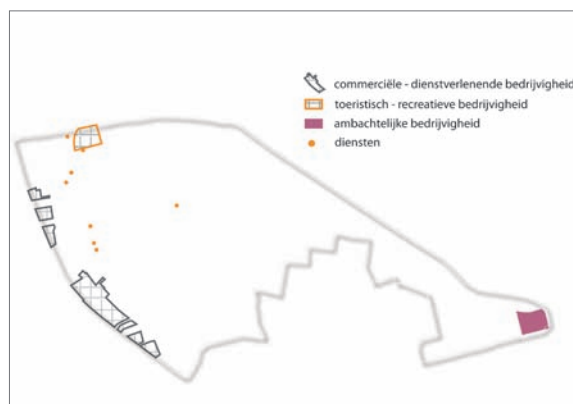 commerciële - dienstverlenende bedrijvigheid
toeristisch - recreatieve bedrijvigheid
ambachtelijke bedrijvigheid
diensten